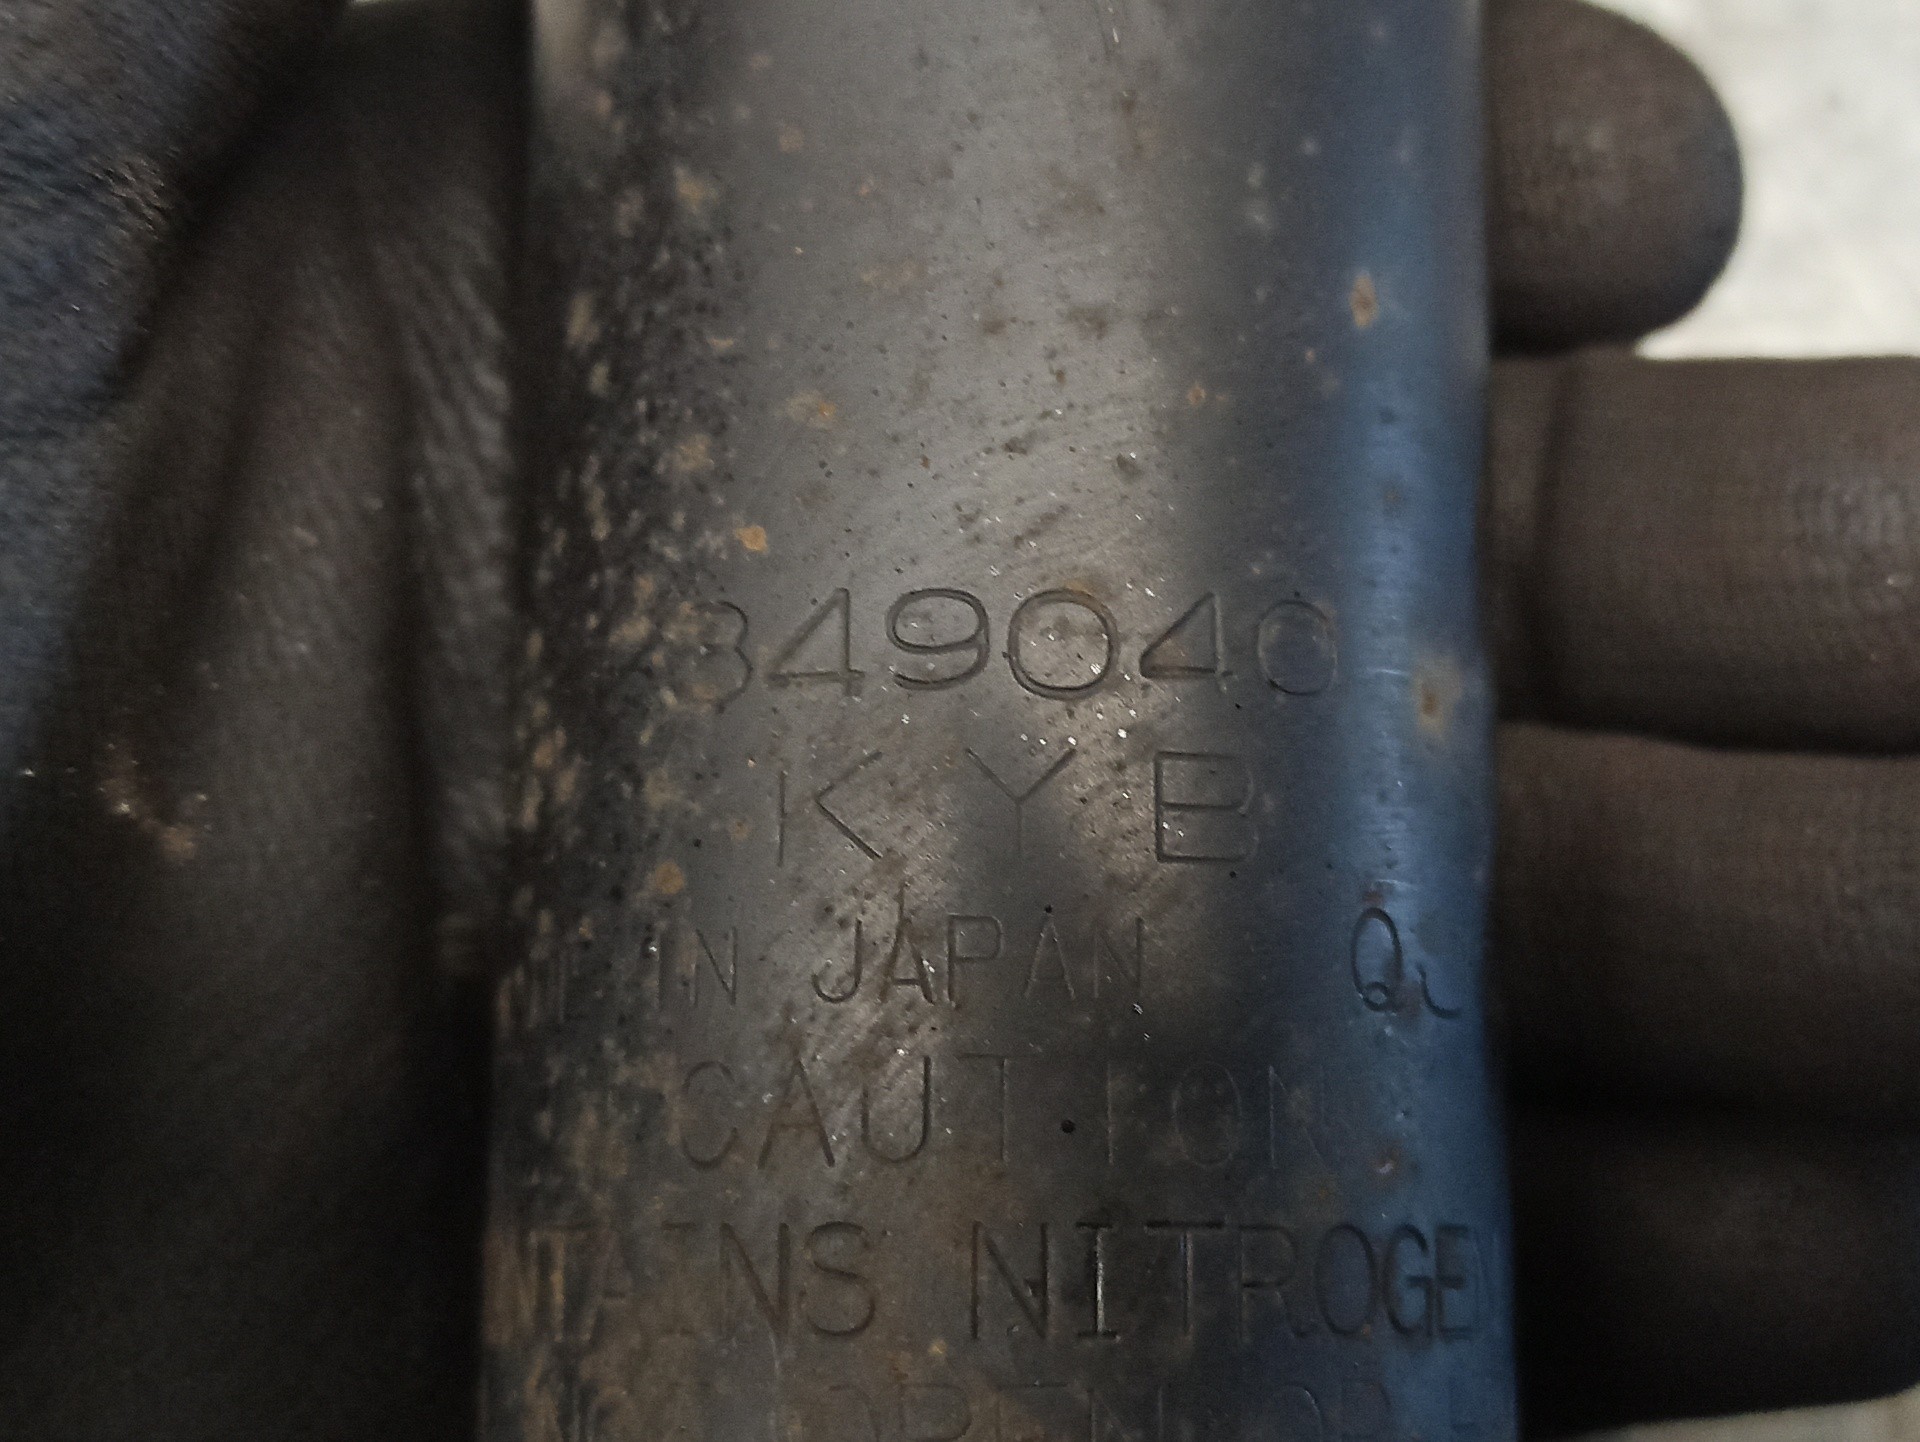 349040
KYB
IN JAPAN
CAUTION
NITROGEN